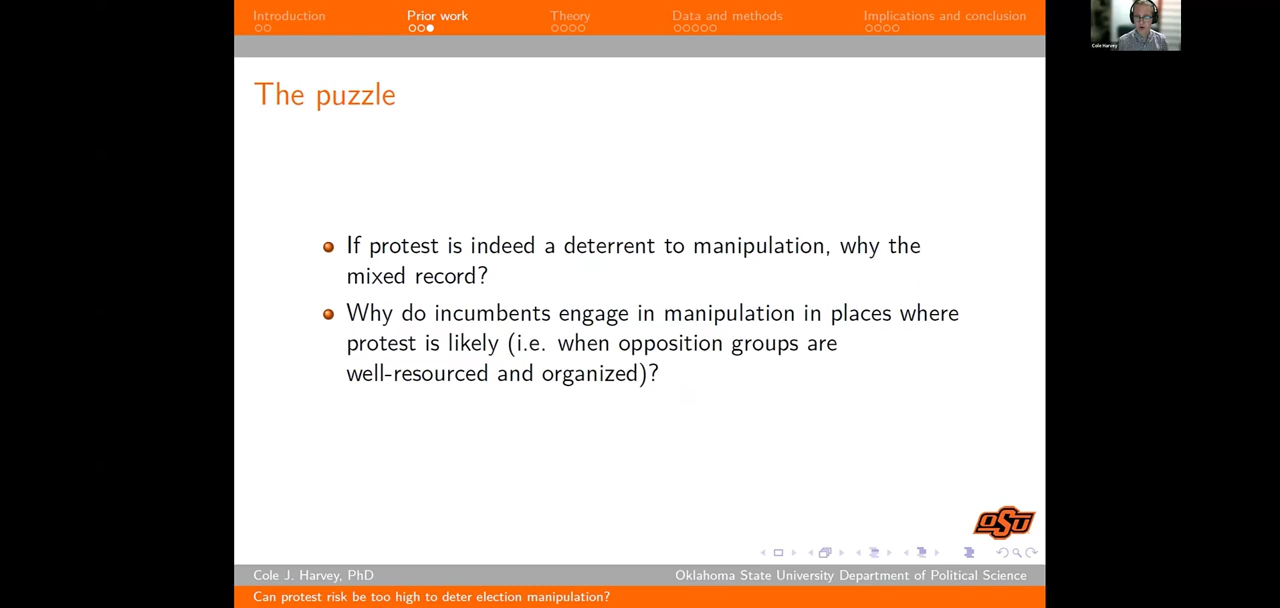 Introduction
Prior work
Theory
Data and methods
Implications and conclusion
Cole Harvey
The puzzle
If protest is indeed a deterrent to manipulation, why the
mixed record?
Why do incumbents engage in manipulation in places where
protest is likely (i.e. when opposition groups are
well-resourced and organized)?
OSU
Cole J. Harvey, PhD
Oklahoma State University Department of Political Science
Can protest risk be too high to deter election manipulation?